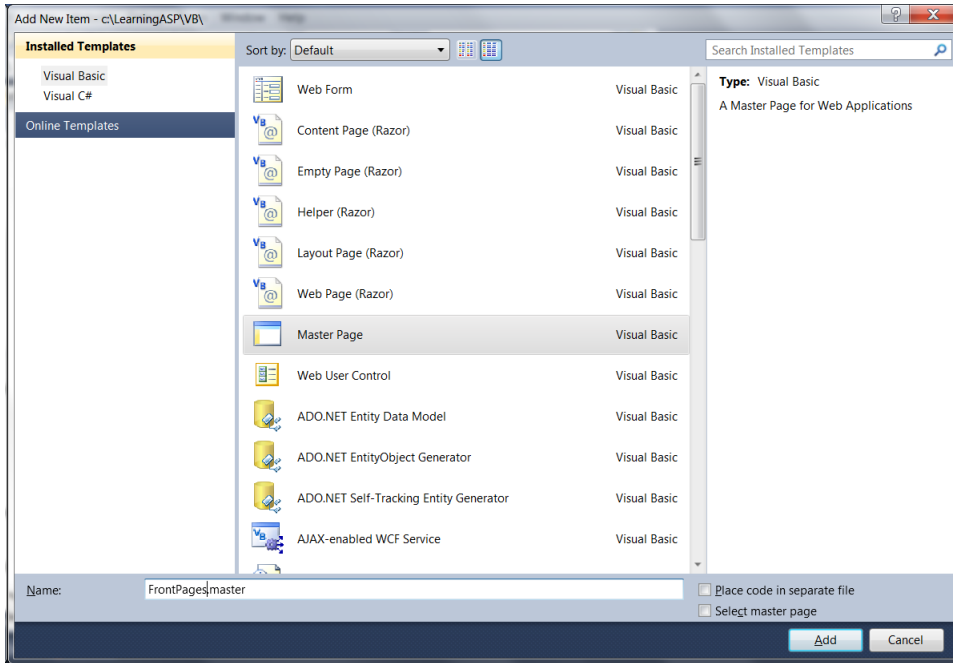 Add New Item - c:\LearningASP\VB\
Window Help
Installed Templates
Visual Basic
Visual C#
Online Templates
Sort by: Default
Search Installed Templates
Web Form Visual Basic
Content Page (Razor) Visual Basic
Empty Page (Razor) Visual Basic
Helper (Razor) Visual Basic
Layout Page (Razor) Visual Basic
Web Page (Razor) Visual Basic
Master Page Visual Basic
Web User Control Visual Basic
ADO.NET Entity Data Model Visual Basic
ADO.NET EntityObject Generator Visual Basic
ADO.NET Self-Tracking Entity Generator Visual Basic
AJAX-enabled WCF Service Visual Basic
Type: Visual Basic
A Master Page for Web Applications
Name: FrontPages.master
Place code in separate file
Select master page
Add Cancel